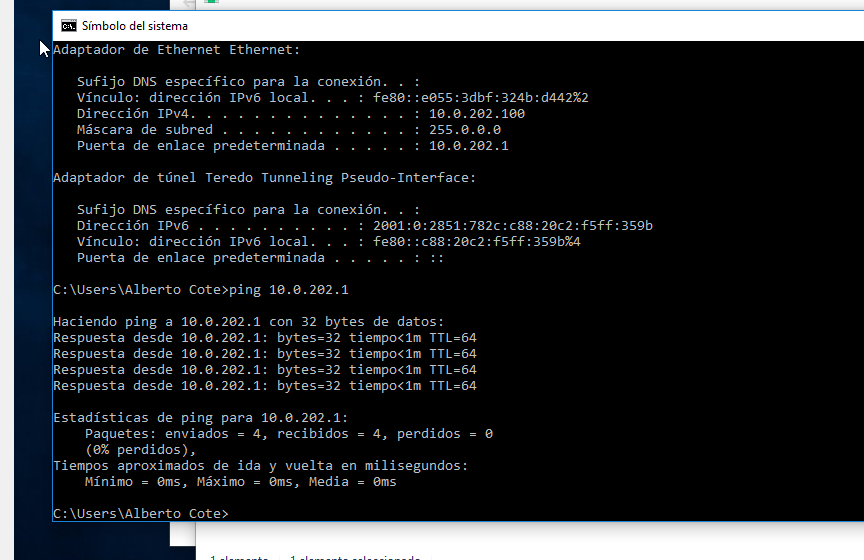 Símbolo del sistema
Adaptador de Ethernet Ethernet:
Sufijo DNS específico para la conexión. . :
Vínculo: dirección IPv6 local. . . : fe80::e055:3dbf:324b:d442%2
Dirección IPv4. . . . . . . . . . . . . . : 10.0.202.100
Máscara de subred . . . . . . . . . . . . : 255.0.0.0
Puerta de enlace predeterminada . . . . . : 10.0.202.1
Adaptador de túnel Teredo Tunneling Pseudo-Interface:
Sufijo DNS específico para la conexión. . :
Dirección IPv6 . . . . . . . . . . : 2001:0:2851:782c:c88:20c2:f5ff:359b
Vínculo: dirección IPv6 local. . . : fe80::c88:20c2:f5ff:359b%4
Puerta de enlace predeterminada . . . . . : ::
C:\Users\Alberto Cote>ping 10.0.202.1
Haciendo ping a 10.0.202.1 con 32 bytes de datos:
Respuesta desde 10.0.202.1: bytes=32 tiempo<1m TTL=64
Respuesta desde 10.0.202.1: bytes=32 tiempo<1m TTL=64
Respuesta desde 10.0.202.1: bytes=32 tiempo<1m TTL=64
Respuesta desde 10.0.202.1: bytes=32 tiempo<1m TTL=64
Estadísticas de ping para 10.0.202.1:
Paquetes: enviados = 4, recibidos = 4, perdidos = 0
(0% perdidos),
Tiempos aproximados de ida y vuelta en milisegundos:
Mínimo = 0ms, Máximo = 0ms, Media = 0ms
C:\Users\Alberto Cote>
1 elemento 1 elemento seleccionado